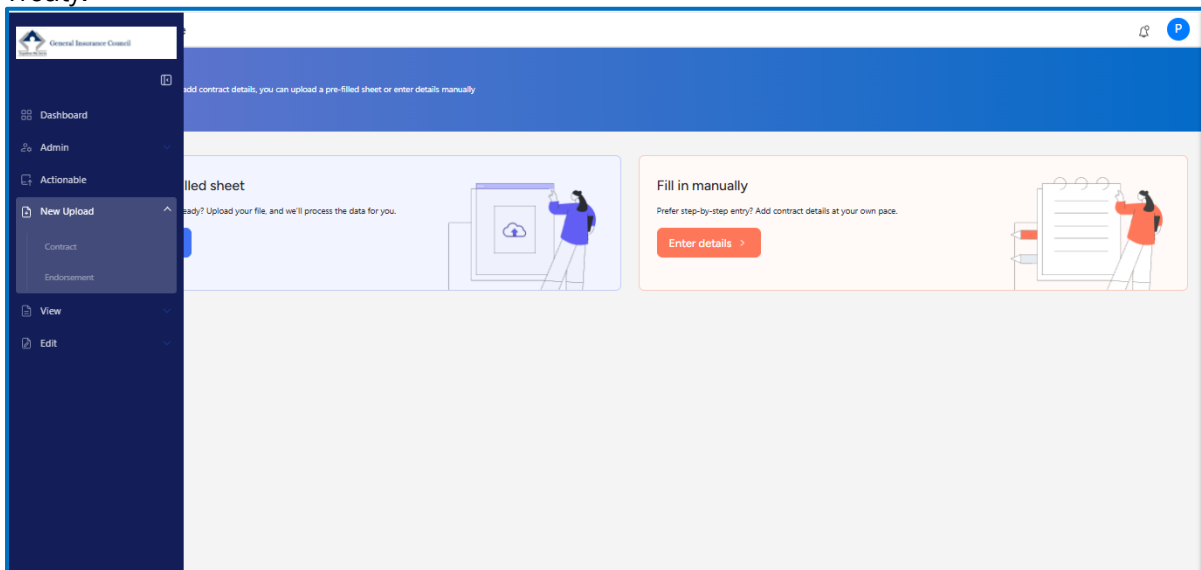 Treaty.
General Insurance Council
P
add contract details, you can upload a pre-filled sheet or enter details manually
Dashboard
Admin
Actionable
New Upload
Contract
Endorsement
View
Edit
lled sheet
eady? Upload your file, and we'll process the data for you.
Fill in manually
Prefer step-by-step entry? Add contract details at your own pace.
Enter details >